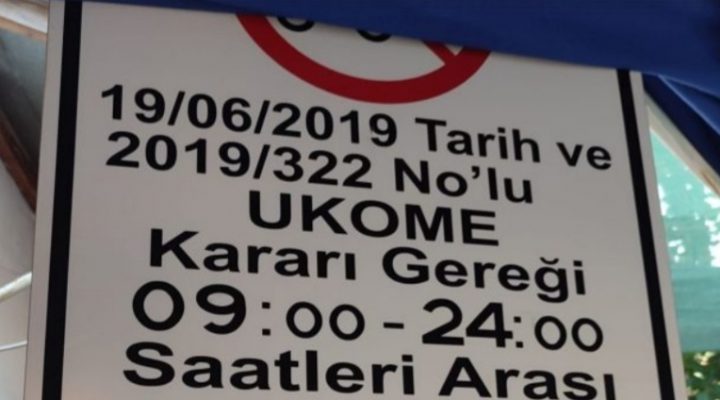 19/06/2019 Tarih ve
2019/322 No'lu
UKOME
Kararı Gereği
09:00 - 24:00
Saatleri Arası